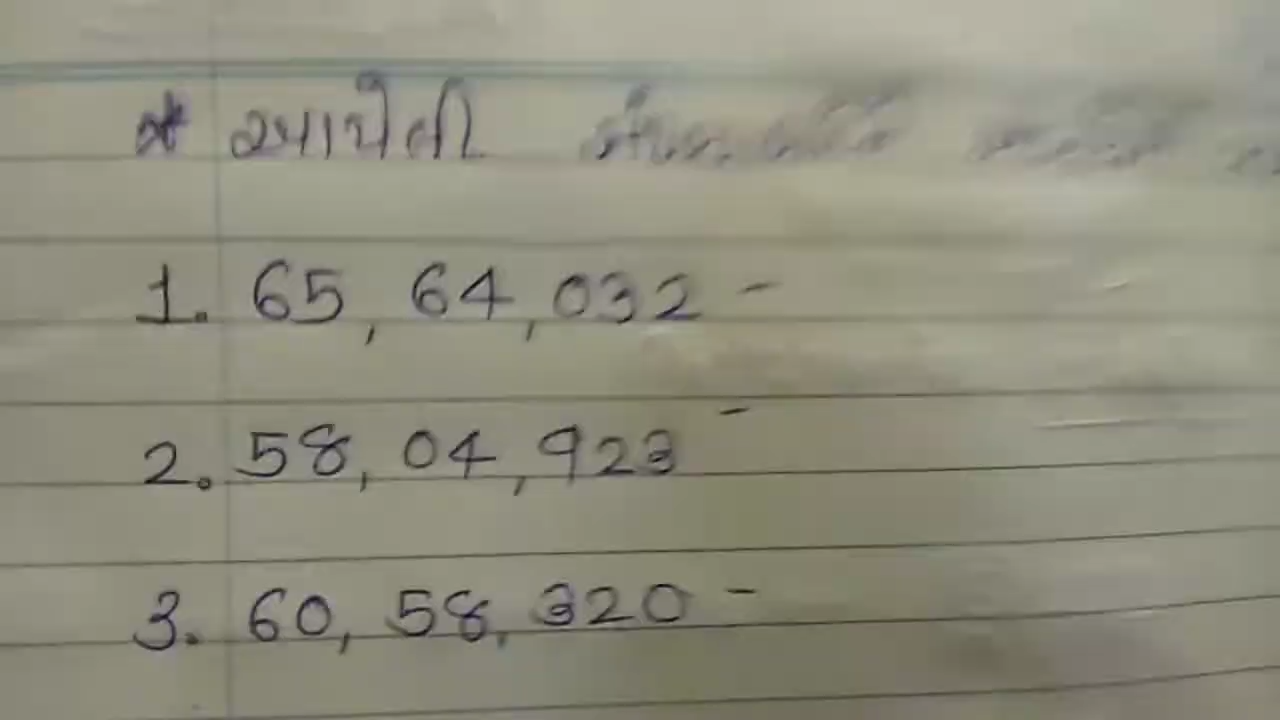 * આપેલી
1. 65, 64, 032 -
2. 58, 04, 923 -
3. 60, 58, 320 -